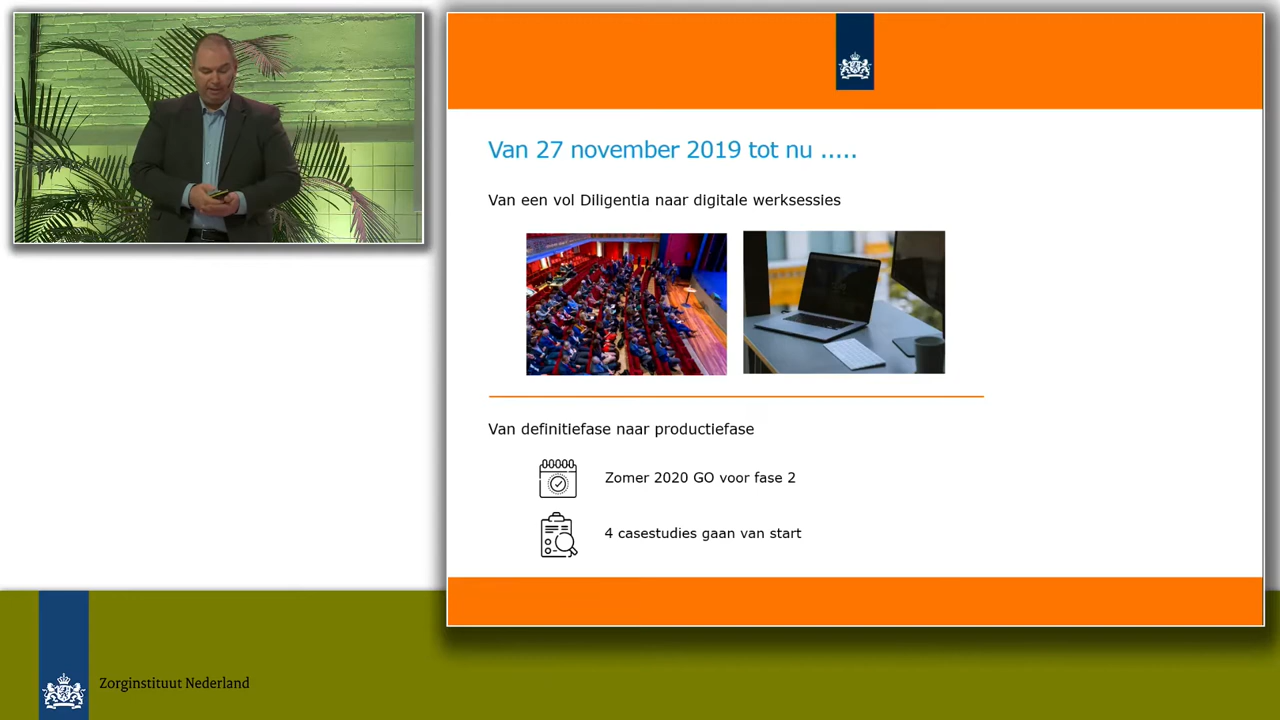 Van 27 november 2019 tot nu .....
Van een vol Diligentia naar digitale werksessies
Van definitiefase naar productiefase
Zomer 2020 GO voor fase 2
4 casestudies gaan van start
Zorginstituut Nederland